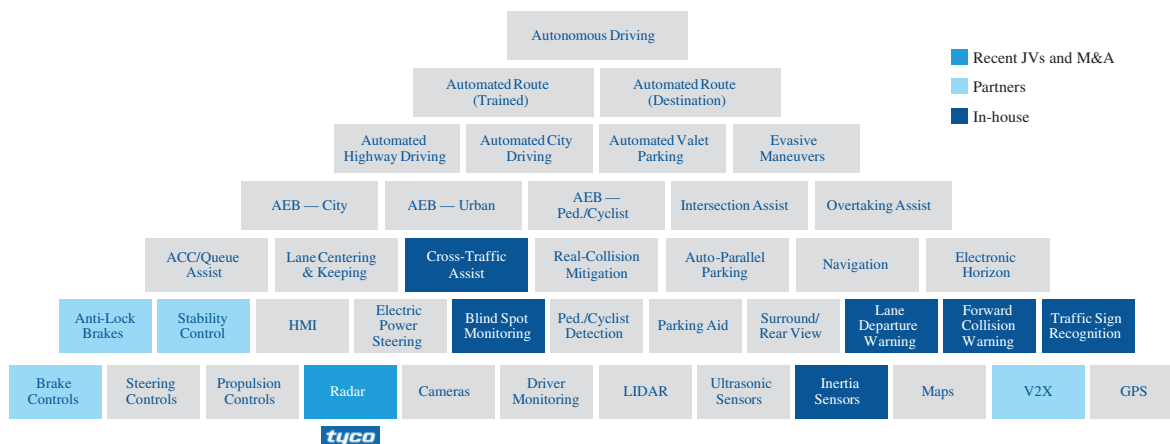 Autonomous Driving
Recent JVs and M&A
Partners
In-house
Automated Route
(Trained)
Automated Route
(Destination)
Automated
Highway Driving
Automated City
Driving
Automated Valet
Parking
Evasive
Maneuvers
AEB — City
AEB — Urban
AEB —
Ped./Cyclist
Intersection Assist
Overtaking Assist
ACC/Queue
Assist
Lane Centering
& Keeping
Cross-Traffic
Assist
Real-Collision
Mitigation
Auto-Parallel
Parking
Navigation
Electronic
Horizon
Anti-Lock
Brakes
Stability
Control
HMI
Electric
Power
Steering
Blind Spot
Monitoring
Ped./Cyclist
Detection
Parking Aid
Surround/
Rear View
Lane
Departure
Warning
Forward
Collision
Warning
Traffic Sign
Recognition
Brake
Controls
Steering
Controls
Propulsion
Controls
Radar
Cameras
Driver
Monitoring
LIDAR
Ultrasonic
Sensors
Inertia
Sensors
Maps
V2X
GPS
tyco